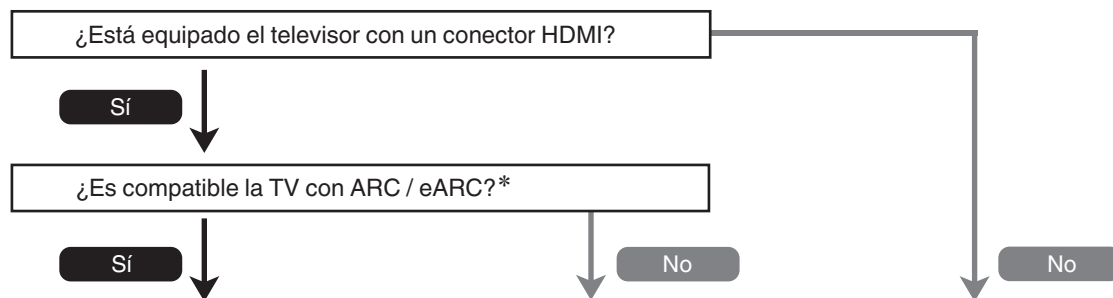 ¿Está equipado el televisor con un conector HDMI?
Sí
¿Es compatible la TV con ARC / eARC?*
Sí
No
No